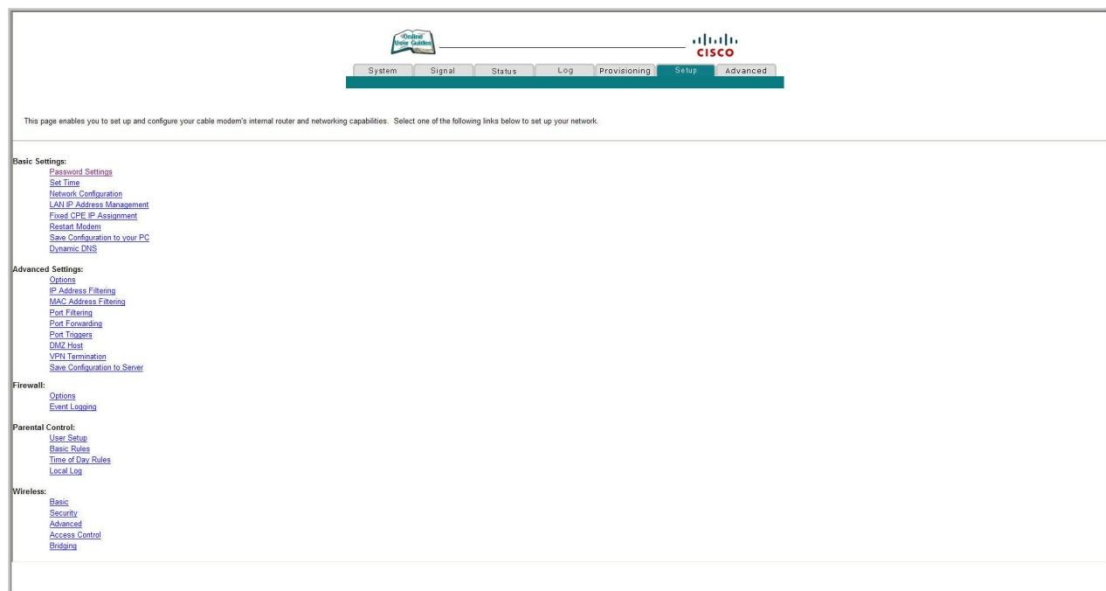 Online
User Guides
CISCO
System Signal Status Log Provisioning Setup Advanced
This page enables you to set up and configure your cable modem's internal router and networking capabilities. Select one of the following links below to set up your network.
Basic Settings:
Password Settings
Set Time
Network Configuration
LAN IP Address Management
Fixed CPE IP Assignment
Restart Modem
Save Configuration to your PC
Dynamic DNS
Advanced Settings:
Options
IP Address Filtering
MAC Address Filtering
Port Filtering
Port Forwarding
Port Triggers
DMZ Host
VPN Termination
Save Configuration to Server
Firewall:
Options
Event Logging
Parental Control:
User Setup
Basic Rules
Time of Day Rules
Local Log
Wireless:
Basic
Security
Advanced
Access Control
Bridging